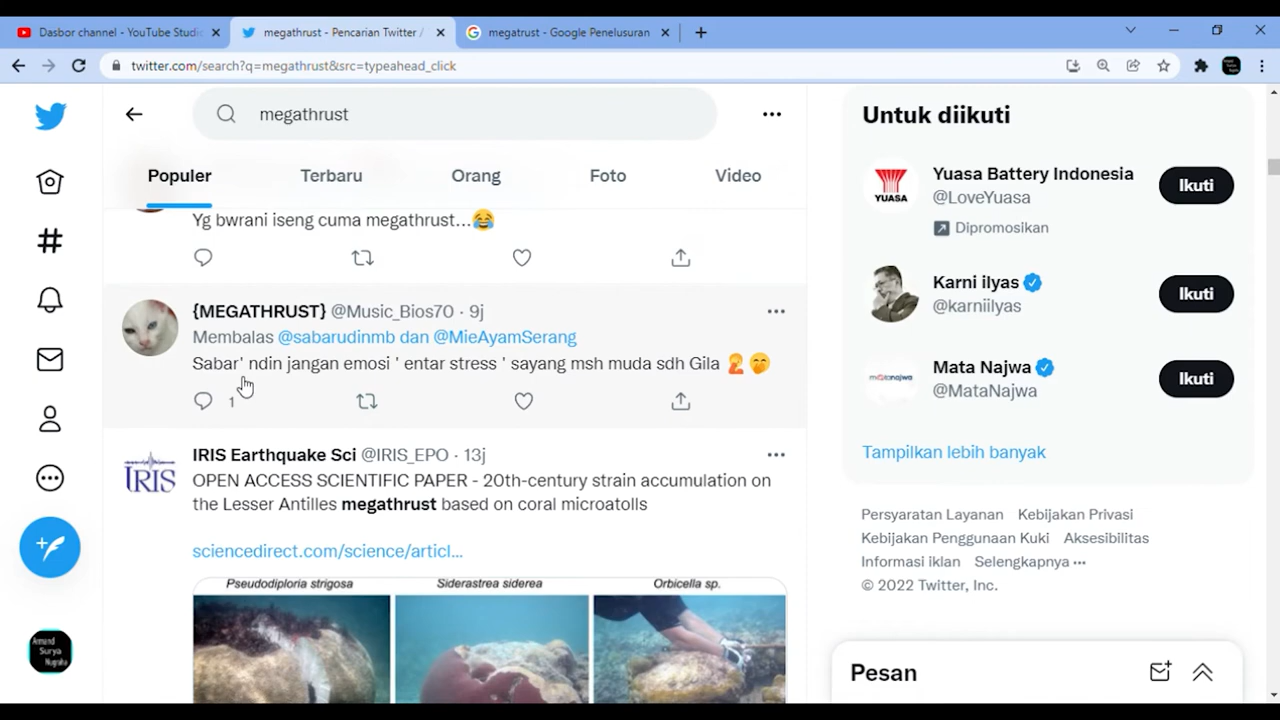 Dasbor channel - YouTube Studio
megathrust - Pencarian Twitter /
megatrust - Google Penelusuran
twitter.com/search?q=megathrust&src=typeahead_click
megathrust
Populer
Terbaru
Orang
Foto
Video
Yg bwrani iseng cuma megathrust...😂
{MEGATHRUST} @Music_Bios70 · 9j
Membalas @sabarudinmb dan @MieAyamSerang
Sabar' ndin jangan emosi ' entar stress ' sayang msh muda sdh Gila 🤦🤭
1
IRIS
IRIS Earthquake Sci @IRIS_EPO · 13j
OPEN ACCESS SCIENTIFIC PAPER - 20th-century strain accumulation on
the Lesser Antilles megathrust based on coral microatolls
sciencedirect.com/science/articl...
Pseudodiploria strigosa
Siderastrea siderea
Orbicella sp.
Untuk diikuti
YUASA
Yuasa Battery Indonesia
@LoveYuasa
Dipromosikan
Ikuti
Karni ilyas
@karniilyas
Ikuti
matanajwa
Mata Najwa
@MataNajwa
Ikuti
Tampilkan lebih banyak
Persyaratan Layanan Kebijakan Privasi
Kebijakan Penggunaan Kuki Aksesibilitas
Informasi iklan Selengkapnya ···
© 2022 Twitter, Inc.
Pesan
Amand
Surya
Nugraha